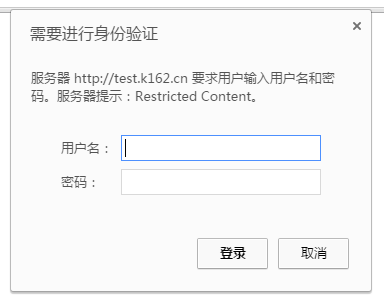 需要进行身份验证
服务器 http://test.k162.cn 要求用户输入用户名和密
码。服务器提示：Restricted Content。
用户名：
密码：
登录
取消